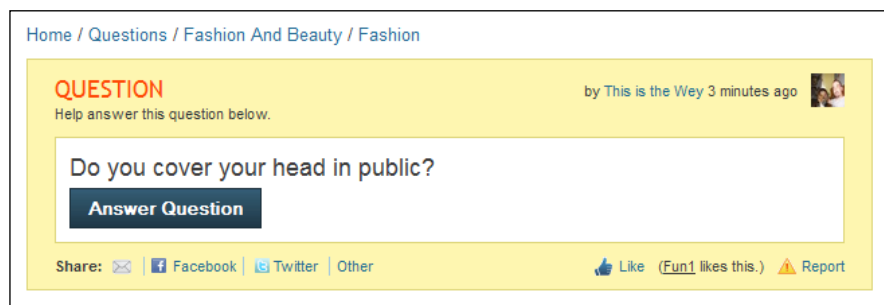 Home / Questions / Fashion And Beauty / Fashion
QUESTION
by This is the Wey 3 minutes ago
Help answer this question below.
Do you cover your head in public?
Answer Question
Share: Facebook Twitter Other Like (Fun1 likes this.) Report